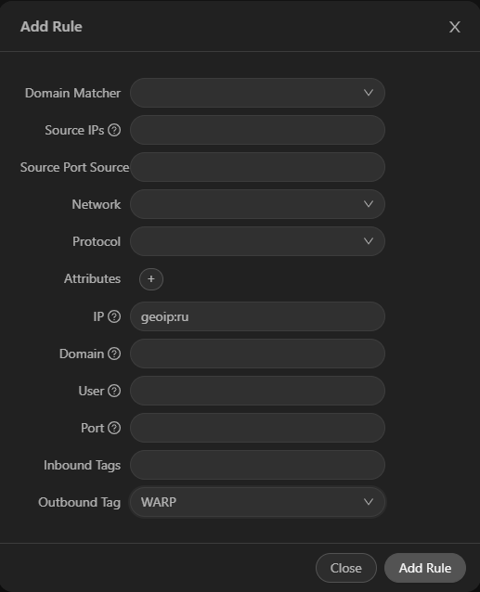 Add Rule
Domain Matcher
Source IPs
Source Port Source
Network
Protocol
Attributes +
IP geoip:ru
Domain
User
Port
Inbound Tags
Outbound Tag WARP
Close Add Rule